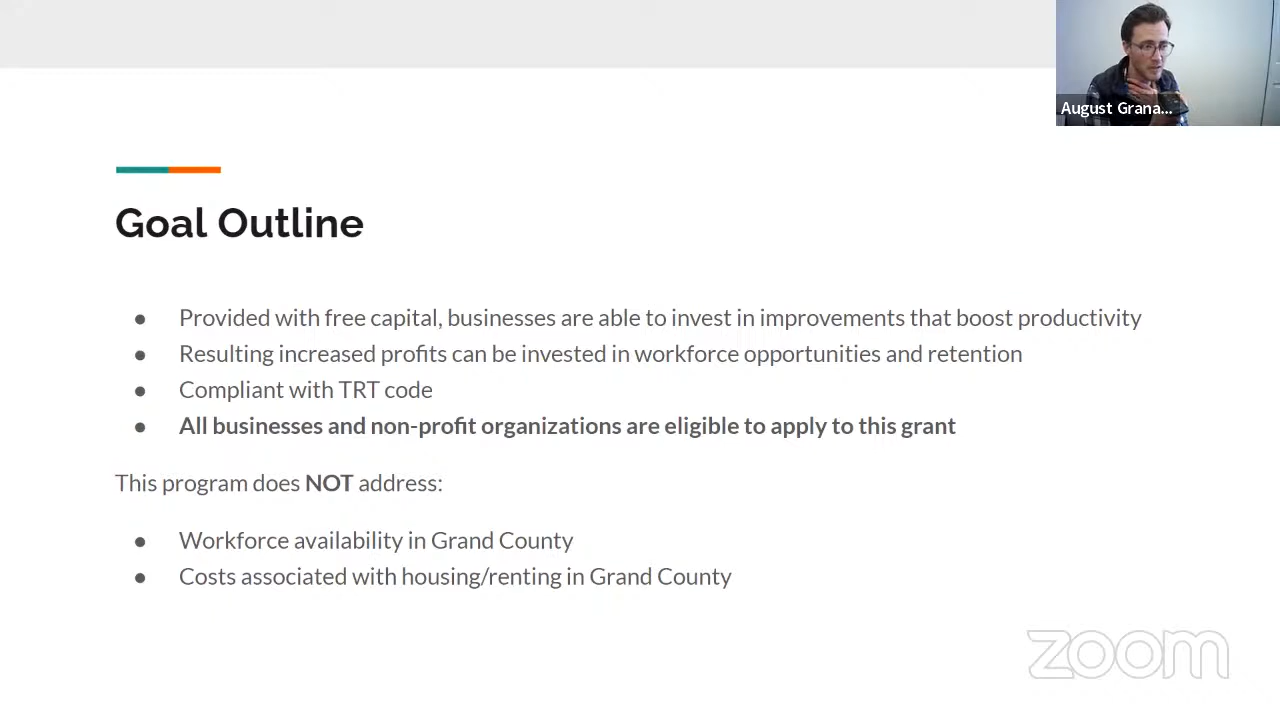 August Grana...
Goal Outline
● Provided with free capital, businesses are able to invest in improvements that boost productivity
● Resulting increased profits can be invested in workforce opportunities and retention
● Compliant with TRT code
● All businesses and non-profit organizations are eligible to apply to this grant
This program does NOT address:
● Workforce availability in Grand County
● Costs associated with housing/renting in Grand County
zoom